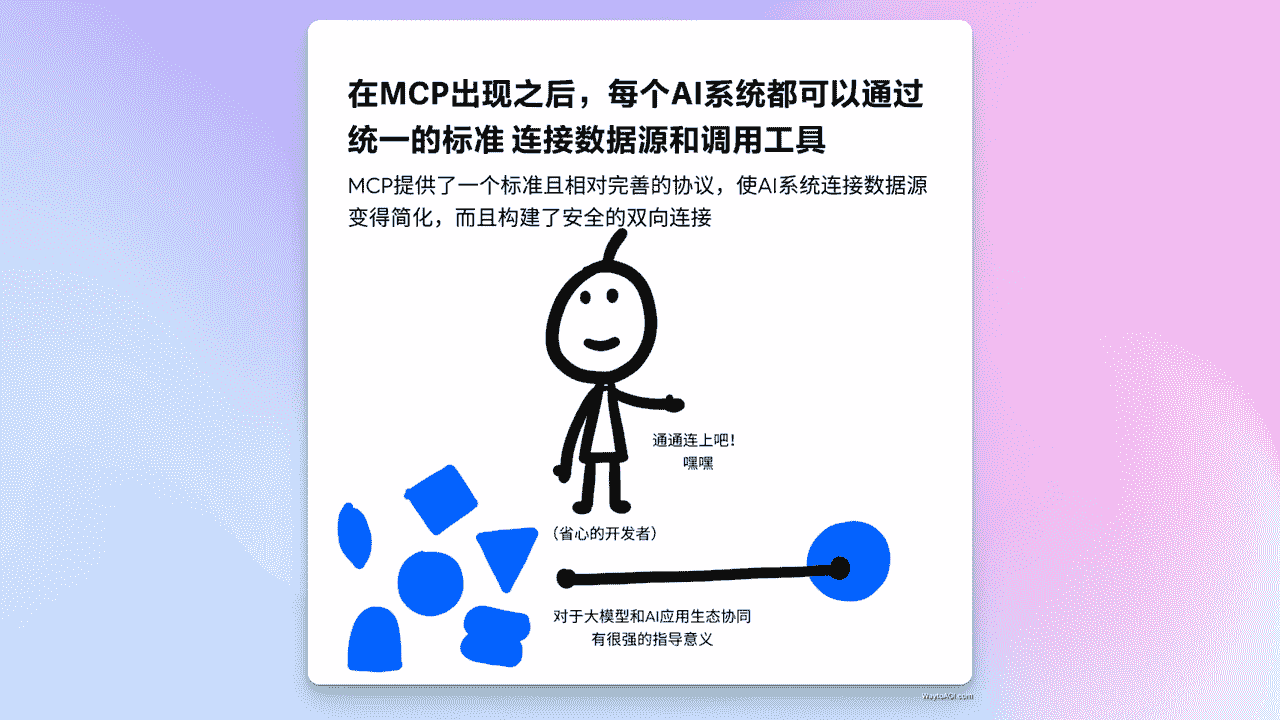 在MCP出现之后，每个AI系统都可以通过
统一的标准 连接数据源和调用工具
MCP提供了一个标准且相对完善的协议，使AI系统连接数据源
变得简化，而且构建了安全的双向连接
通通连上吧！
嘿嘿
（省心的开发者）
对于大模型和AI应用生态协同
有很强的指导意义
WaytoAGI.com